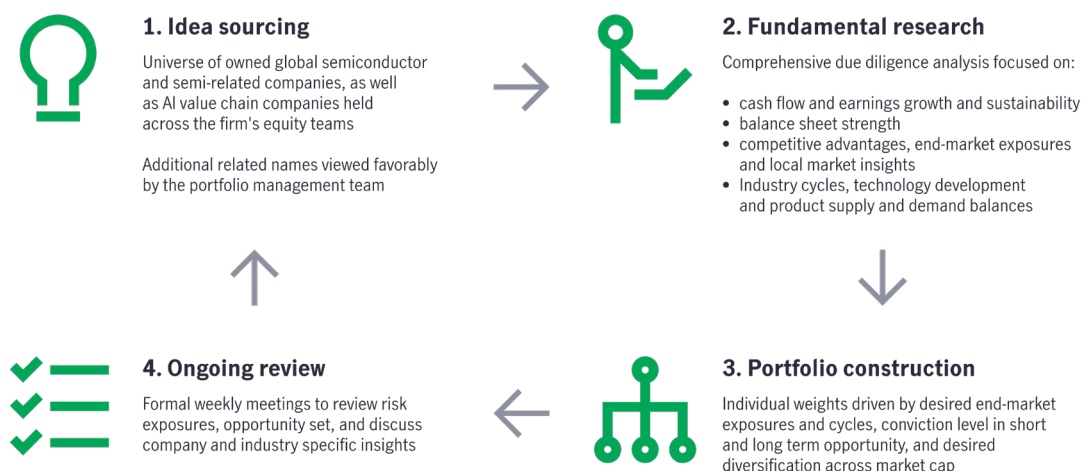 1. Idea sourcing
Universe of owned global semiconductor
and semi-related companies, as well
as AI value chain companies held
across the firm's equity teams
Additional related names viewed favorably
by the portfolio management team
2. Fundamental research
Comprehensive due diligence analysis focused on:
• cash flow and earnings growth and sustainability
• balance sheet strength
• competitive advantages, end-market exposures
and local market insights
• Industry cycles, technology development
and product supply and demand balances
3. Portfolio construction
Individual weights driven by desired end-market
exposures and cycles, conviction level in short
and long term opportunity, and desired
diversification across market cap
4. Ongoing review
Formal weekly meetings to review risk
exposures, opportunity set, and discuss
company and industry specific insights